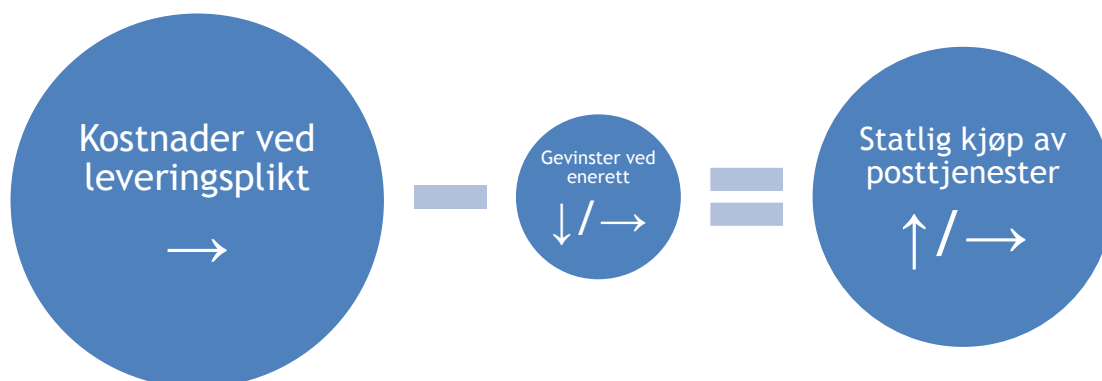 Kostnader ved
leveringsplikt
→
Gevinster ved
enerett
↓/→
Statlig kjøp av
posttjenester
↑/→